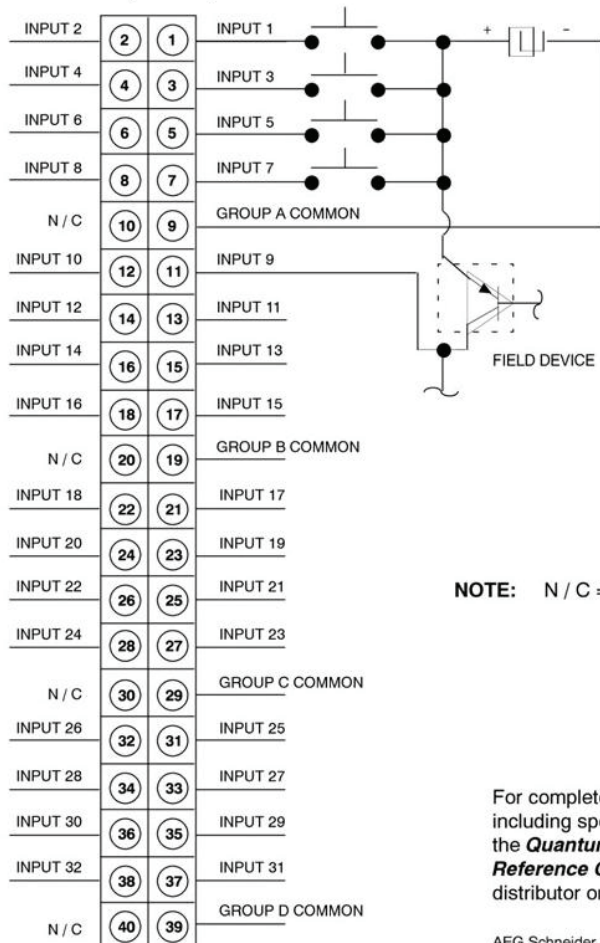 INPUT 2 2 1 INPUT 1 + -
INPUT 4 4 3 INPUT 3
INPUT 6 6 5 INPUT 5
INPUT 8 8 7 INPUT 7
N / C 10 9 GROUP A COMMON
INPUT 10 12 11 INPUT 9
INPUT 12 14 13 INPUT 11
INPUT 14 16 15 INPUT 13
FIELD DEVICE
INPUT 16 18 17 INPUT 15
N / C 20 19 GROUP B COMMON
INPUT 18 22 21 INPUT 17
INPUT 20 24 23 INPUT 19
INPUT 22 26 25 INPUT 21
NOTE: N / C =
INPUT 24 28 27 INPUT 23
N / C 30 29 GROUP C COMMON
INPUT 26 32 31 INPUT 25
INPUT 28 34 33 INPUT 27
INPUT 30 36 35 INPUT 29
INPUT 32 38 37 INPUT 31
N / C 40 39 GROUP D COMMON
For complete
including
the
Reference
distributor
AEG Schneider